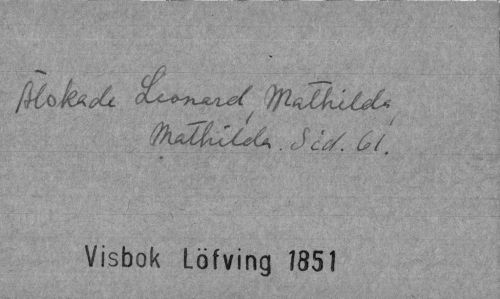 Älskade Leonard, Mathilda,
Mathilda. Sid. 61.
Visbok Löfving 1851